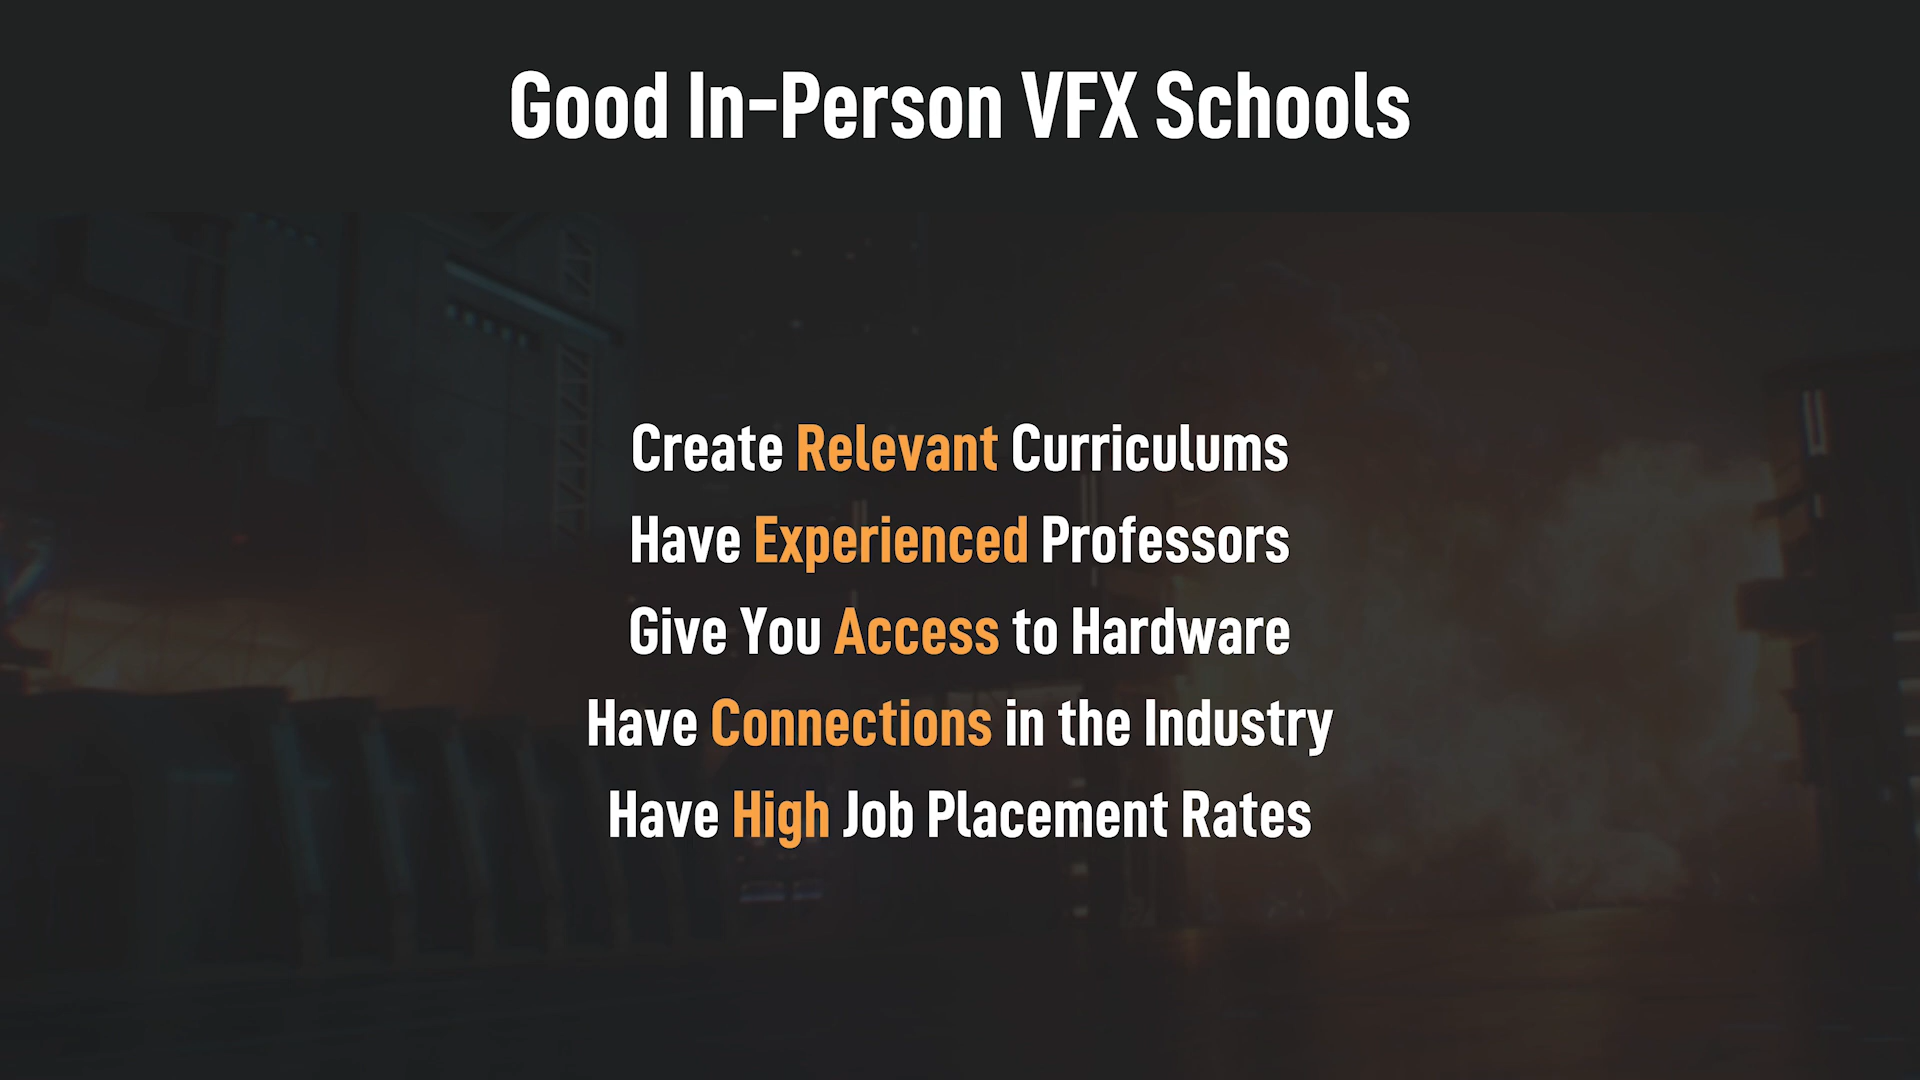 Good In-Person VFX Schools
Create Relevant Curriculums
Have Experienced Professors
Give You Access to Hardware
Have Connections in the Industry
Have High Job Placement Rates